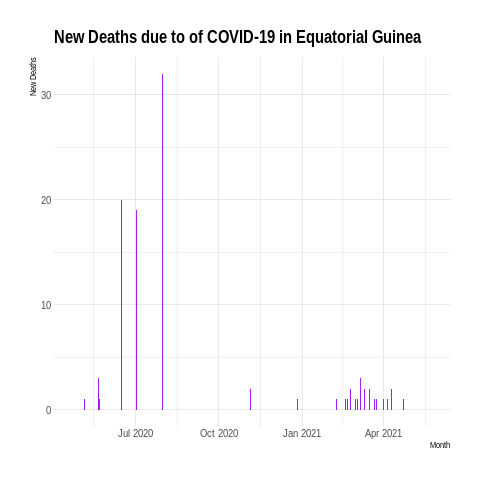 New Deaths due to of COVID-19 in Equatorial Guinea
New Deaths
30
20
10
0
Jul 2020 Oct 2020 Jan 2021 Apr 2021
Month